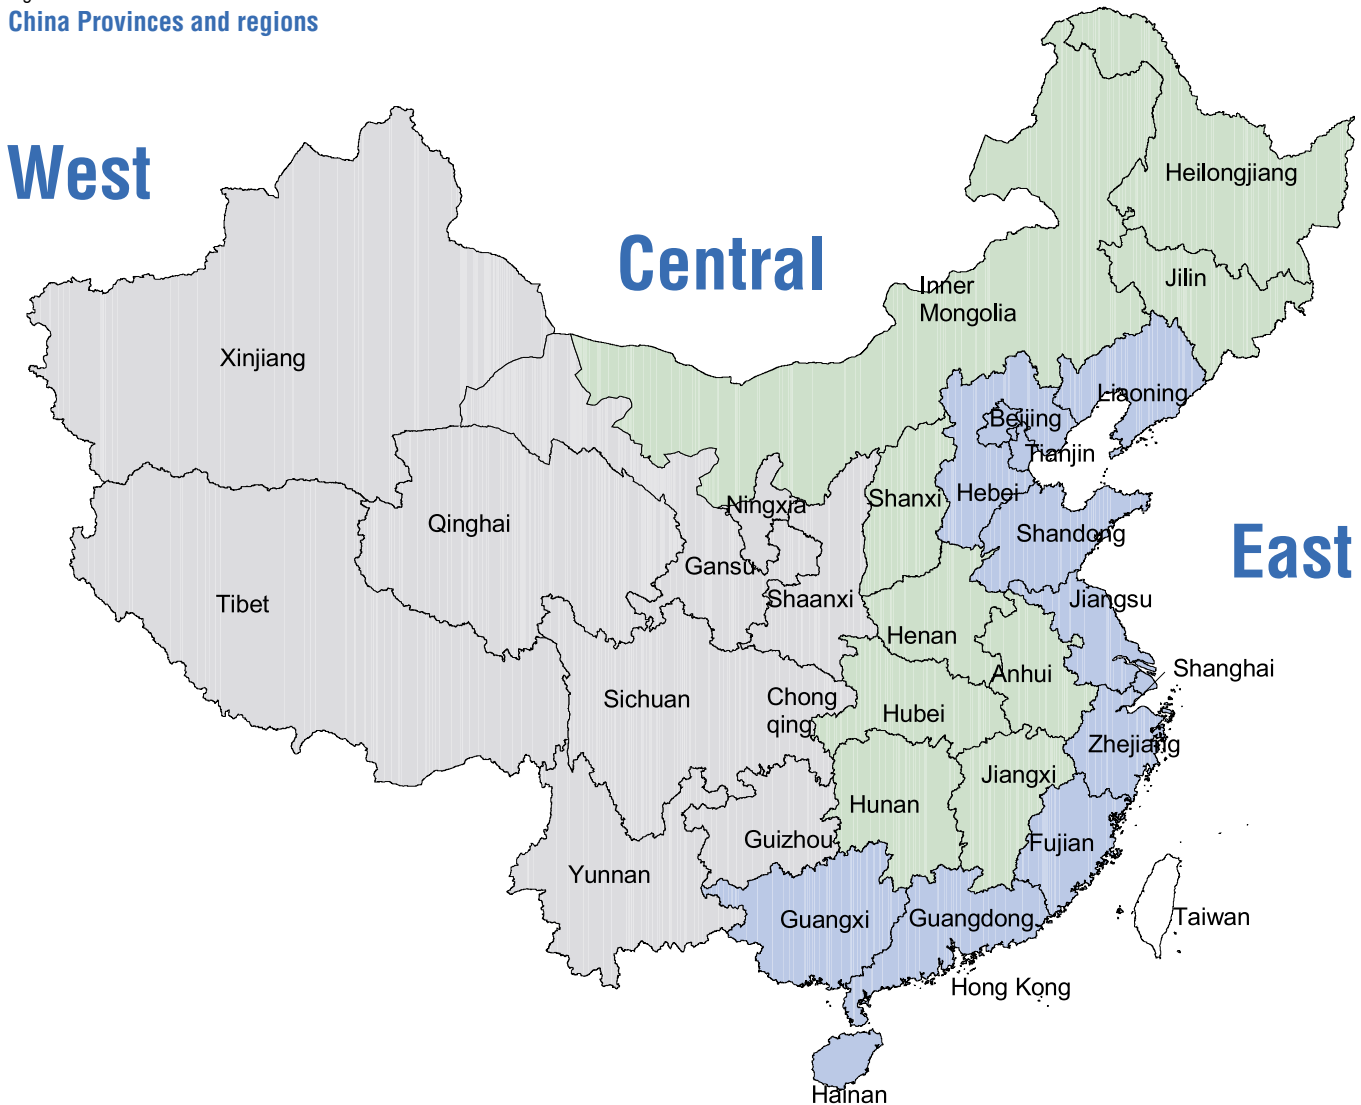 China Provinces and regions
West
Central
East
Heilongjiang
Jilin
Inner
Mongolia
Xinjiang
Liaoning
Beijing
Tianjin
Hebei
Shanxi
Ningxia
Qinghai
Shandong
Gansu
Shaanxi
Jiangsu
Tibet
Henan
Anhui
Shanghai
Sichuan
Chong
qing
Hubei
Zhejiang
Jiangxi
Hunan
Guizhou
Fujian
Yunnan
Guangxi
Guangdong
Taiwan
Hong Kong
Hainan